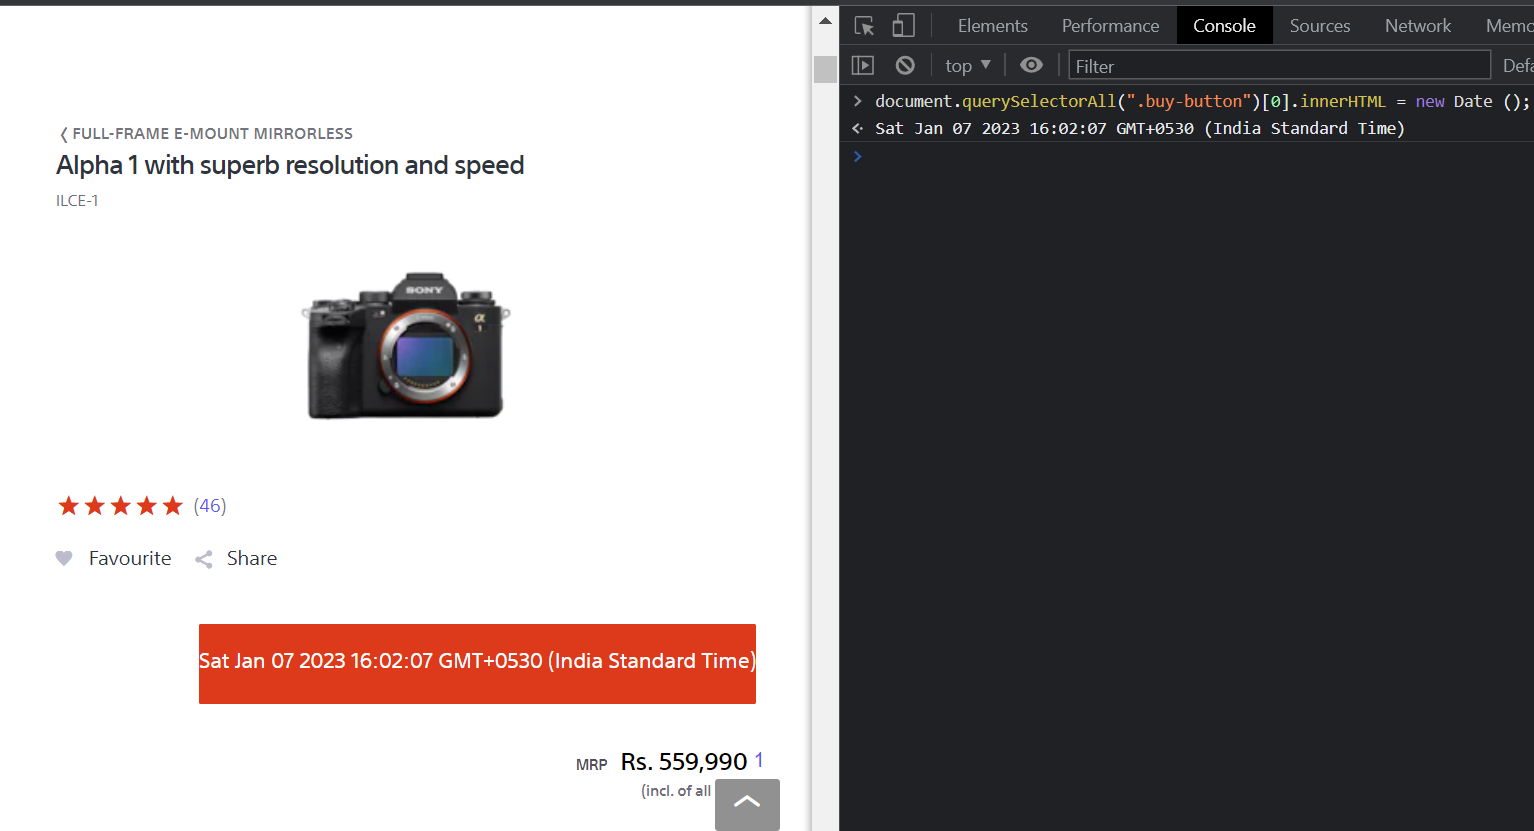 FULL-FRAME E-MOUNT MIRRORLESS
Alpha 1 with superb resolution and speed
ILCE-1
SONY
α
1
(46)
Favourite Share
Sat Jan 07 2023 16:02:07 GMT+0530 (India Standard Time)
MRP Rs. 559,990 1
(incl. of all
Elements Performance Console Sources Network Memo
top Filter Defa
document.querySelectorAll(".buy-button")[0].innerHTML = new Date ();
Sat Jan 07 2023 16:02:07 GMT+0530 (India Standard Time)